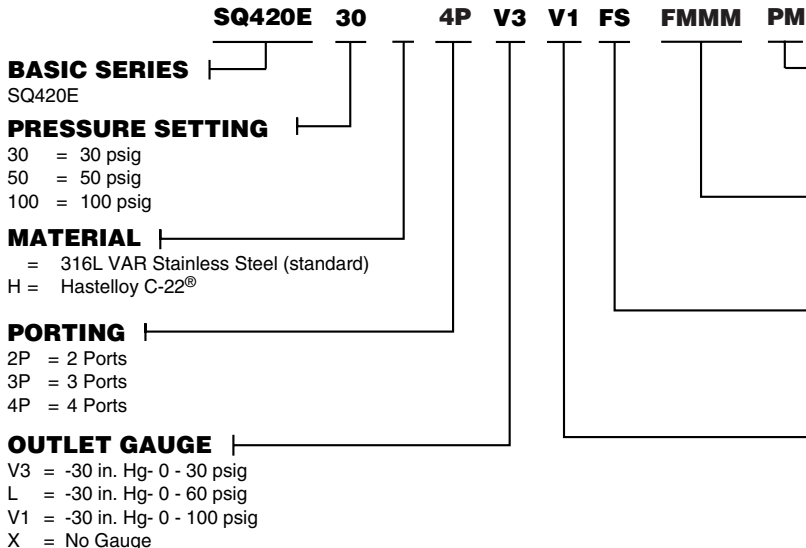 SQ420E 30 4P V3 V1 FS FMMM PM
BASIC SERIES
SQ420E
PRESSURE SETTING
30 = 30 psig
50 = 50 psig
100 = 100 psig
MATERIAL
= 316L VAR Stainless Steel (standard)
H = Hastelloy C-22®
PORTING
2P = 2 Ports
3P = 3 Ports
4P = 4 Ports
OUTLET GAUGE
V3 = -30 in. Hg- 0 - 30 psig
L = -30 in. Hg- 0 - 60 psig
V1 = -30 in. Hg- 0 - 100 psig
X = No Gauge